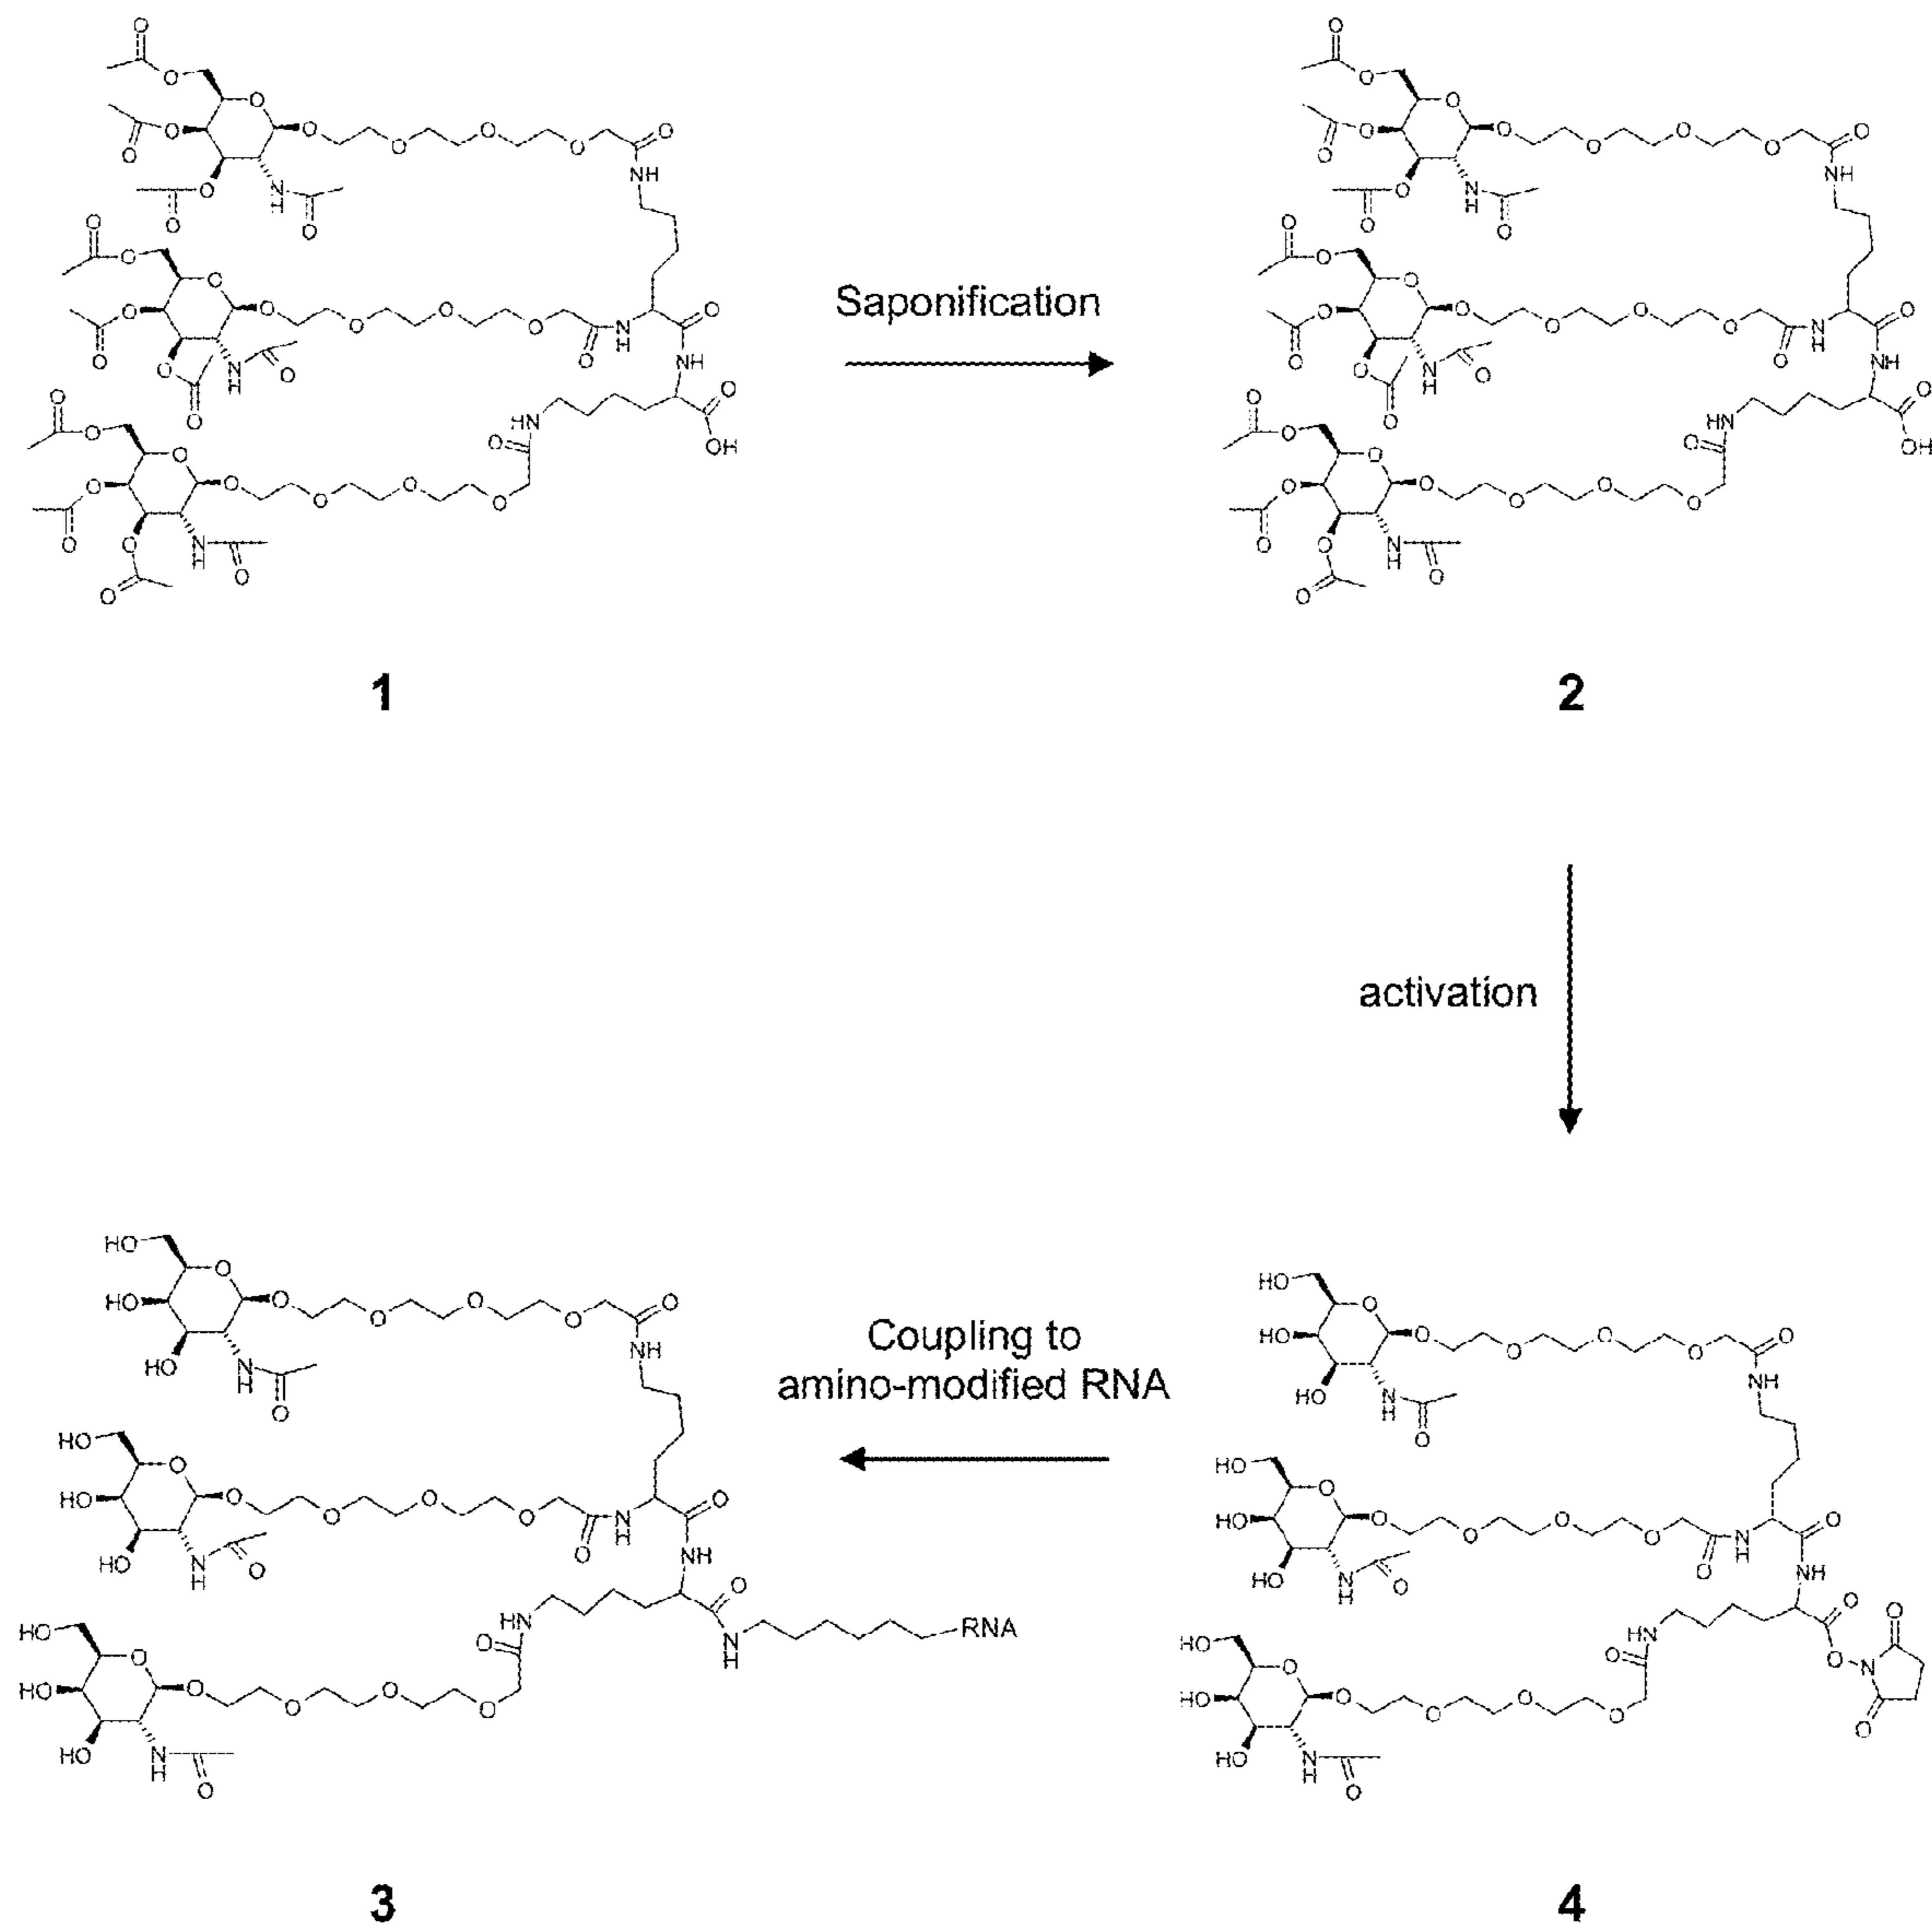 Saponification
1
2
activation
Coupling to
amino-modified RNA
RNA
3
4